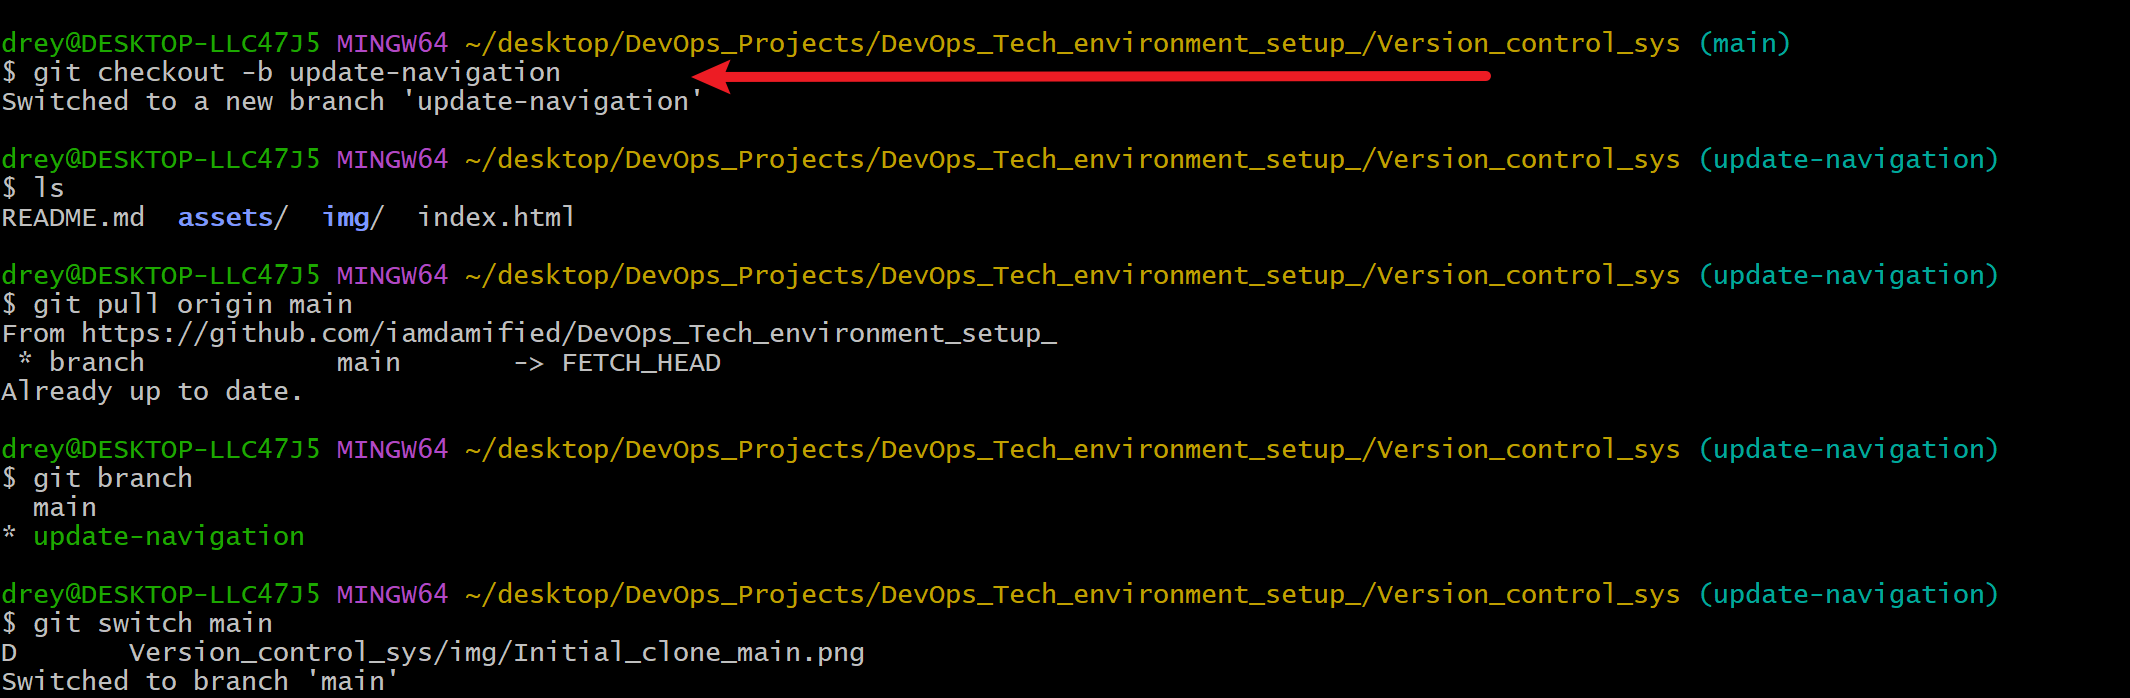 drey@DESKTOP-LLC47J5 MINGW64 ~/desktop/DevOps_Projects/DevOps_Tech_environment_setup_/Version_control_sys (main)
$ git checkout -b update-navigation
Switched to a new branch 'update-navigation'
drey@DESKTOP-LLC47J5 MINGW64 ~/desktop/DevOps_Projects/DevOps_Tech_environment_setup_/Version_control_sys (update-navigation)
$ ls
README.md  assets/  img/  index.html
drey@DESKTOP-LLC47J5 MINGW64 ~/desktop/DevOps_Projects/DevOps_Tech_environment_setup_/Version_control_sys (update-navigation)
$ git pull origin main
From https://github.com/iamdamified/DevOps_Tech_environment_setup_
 * branch            main       -> FETCH_HEAD
Already up to date.
drey@DESKTOP-LLC47J5 MINGW64 ~/desktop/DevOps_Projects/DevOps_Tech_environment_setup_/Version_control_sys (update-navigation)
$ git branch
  main
* update-navigation
drey@DESKTOP-LLC47J5 MINGW64 ~/desktop/DevOps_Projects/DevOps_Tech_environment_setup_/Version_control_sys (update-navigation)
$ git switch main
D       Version_control_sys/img/Initial_clone_main.png
Switched to branch 'main'